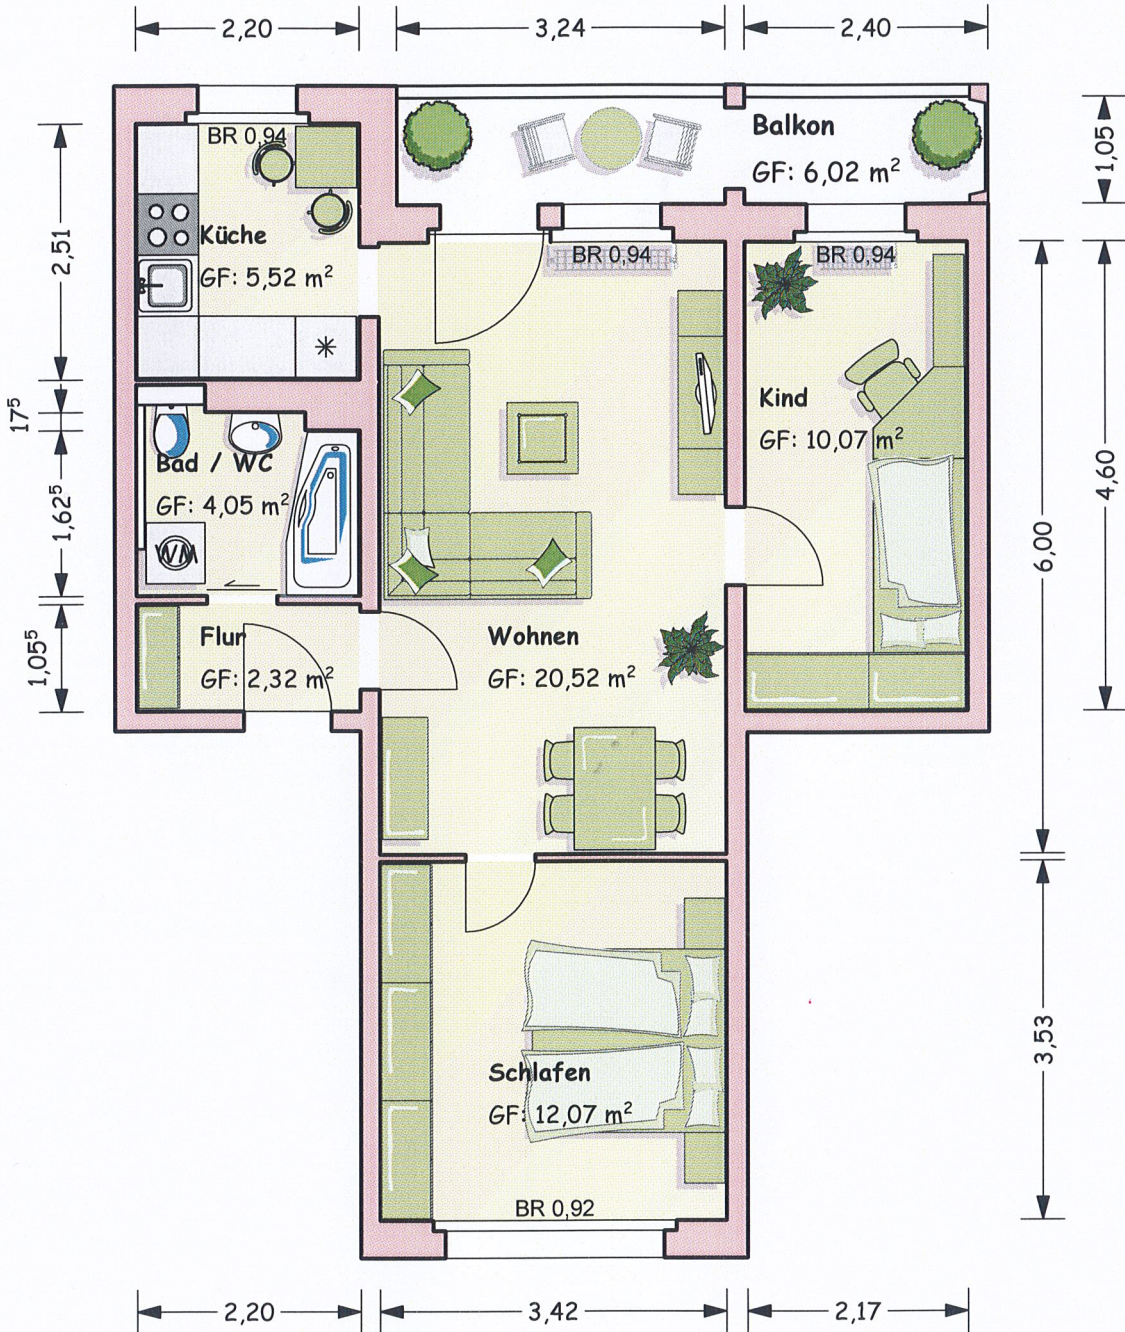 2,20
3,24
2,40
BR 0,94
Balkon
GF: 6,02 m²
1,05
2,51
Küche
GF: 5,52 m²
BR 0,94
BR 0,94
17⁵
Kind
GF: 10,07 m²
4,60
1,62⁵
Bad / WC
GF: 4,05 m²
WM
6,00
1,05⁵
Flur
GF: 2,32 m²
Wohnen
GF: 20,52 m²
3,53
Schlafen
GF: 12,07 m²
BR 0,92
2,20
3,42
2,17